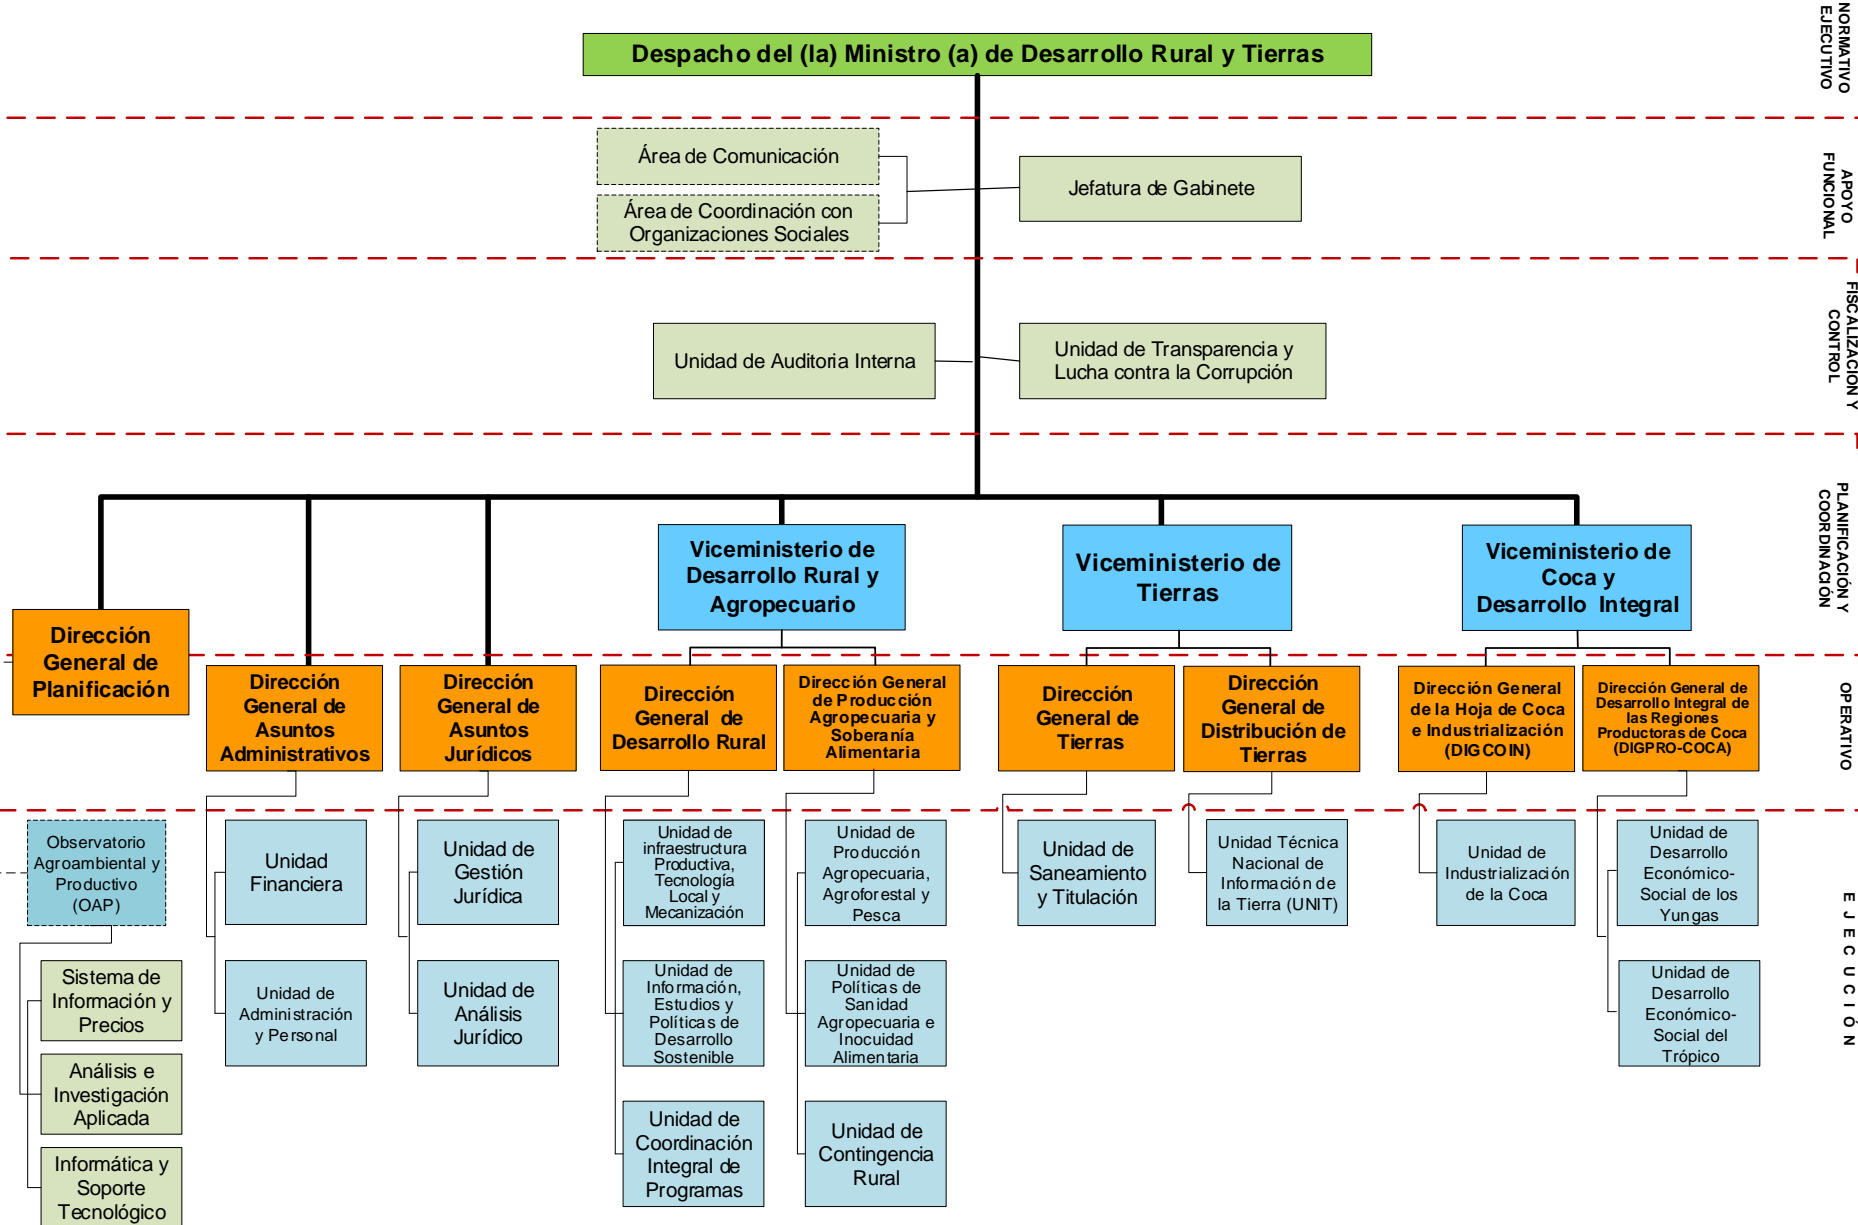 Despacho del (la) Ministro (a) de Desarrollo Rural y Tierras
NORMATIVO
EJECUTIVO
Área de Comunicación
Área de Coordinación con
Organizaciones Sociales
Jefatura de Gabinete
APOYO
FUNCIONAL
Unidad de Auditoria Interna
Unidad de Transparencia y
Lucha contra la Corrupción
FISCALIZACION Y
CONTROL
Viceministerio de
Desarrollo Rural y
Agropecuario
Viceministerio de
Tierras
Viceministerio de
Coca y
Desarrollo Integral
PLANIFICACIÓN Y
COORDINACIÓN
Dirección
General de
Planificación
Dirección
General de
Asuntos
Administrativos
Dirección
General de
Asuntos
Jurídicos
Dirección
General de
Desarrollo Rural
Dirección General
de Producción
Agropecuaria y
Soberanía
Alimentaria
Dirección
General de
Tierras
Dirección
General de
Distribución de
Tierras
Dirección General
de la Hoja de Coca
e Industrialización
(DIGCOIN)
Dirección General de
Desarrollo Integral de
las Regiones
Productoras de Coca
(DIGPRO-COCA)
OPERATIVO
Observatorio
Agroambiental y
Productivo
(OAP)
Unidad
Financiera
Unidad de
Gestión
Jurídica
Unidad de
infraestructura
Productiva,
Tecnología
Local y
Mecanización
Unidad de
Producción
Agropecuaria,
Agroforestal y
Pesca
Unidad de
Saneamiento
y Titulación
Unidad Técnica
Nacional de
Información de
la Tierra (UNIT)
Unidad de
Industrialización
de la Coca
Unidad de
Desarrollo
Económico-
Social de los
Yungas
EJECUCIÓN
Sistema de
Información y
Precios
Unidad de
Administración
y Personal
Unidad de
Análisis
Jurídico
Unidad de
Información,
Estudios y
Políticas de
Desarrollo
Sostenible
Unidad de
Políticas de
Sanidad
Agropecuaria e
Inocuidad
Alimentaria
Unidad de
Desarrollo
Económico-
Social del
Trópico
Análisis e
Investigación
Aplicada
Unidad de
Coordinación
Integral de
Programas
Unidad de
Contingencia
Rural
Informática y
Soporte
Tecnológico